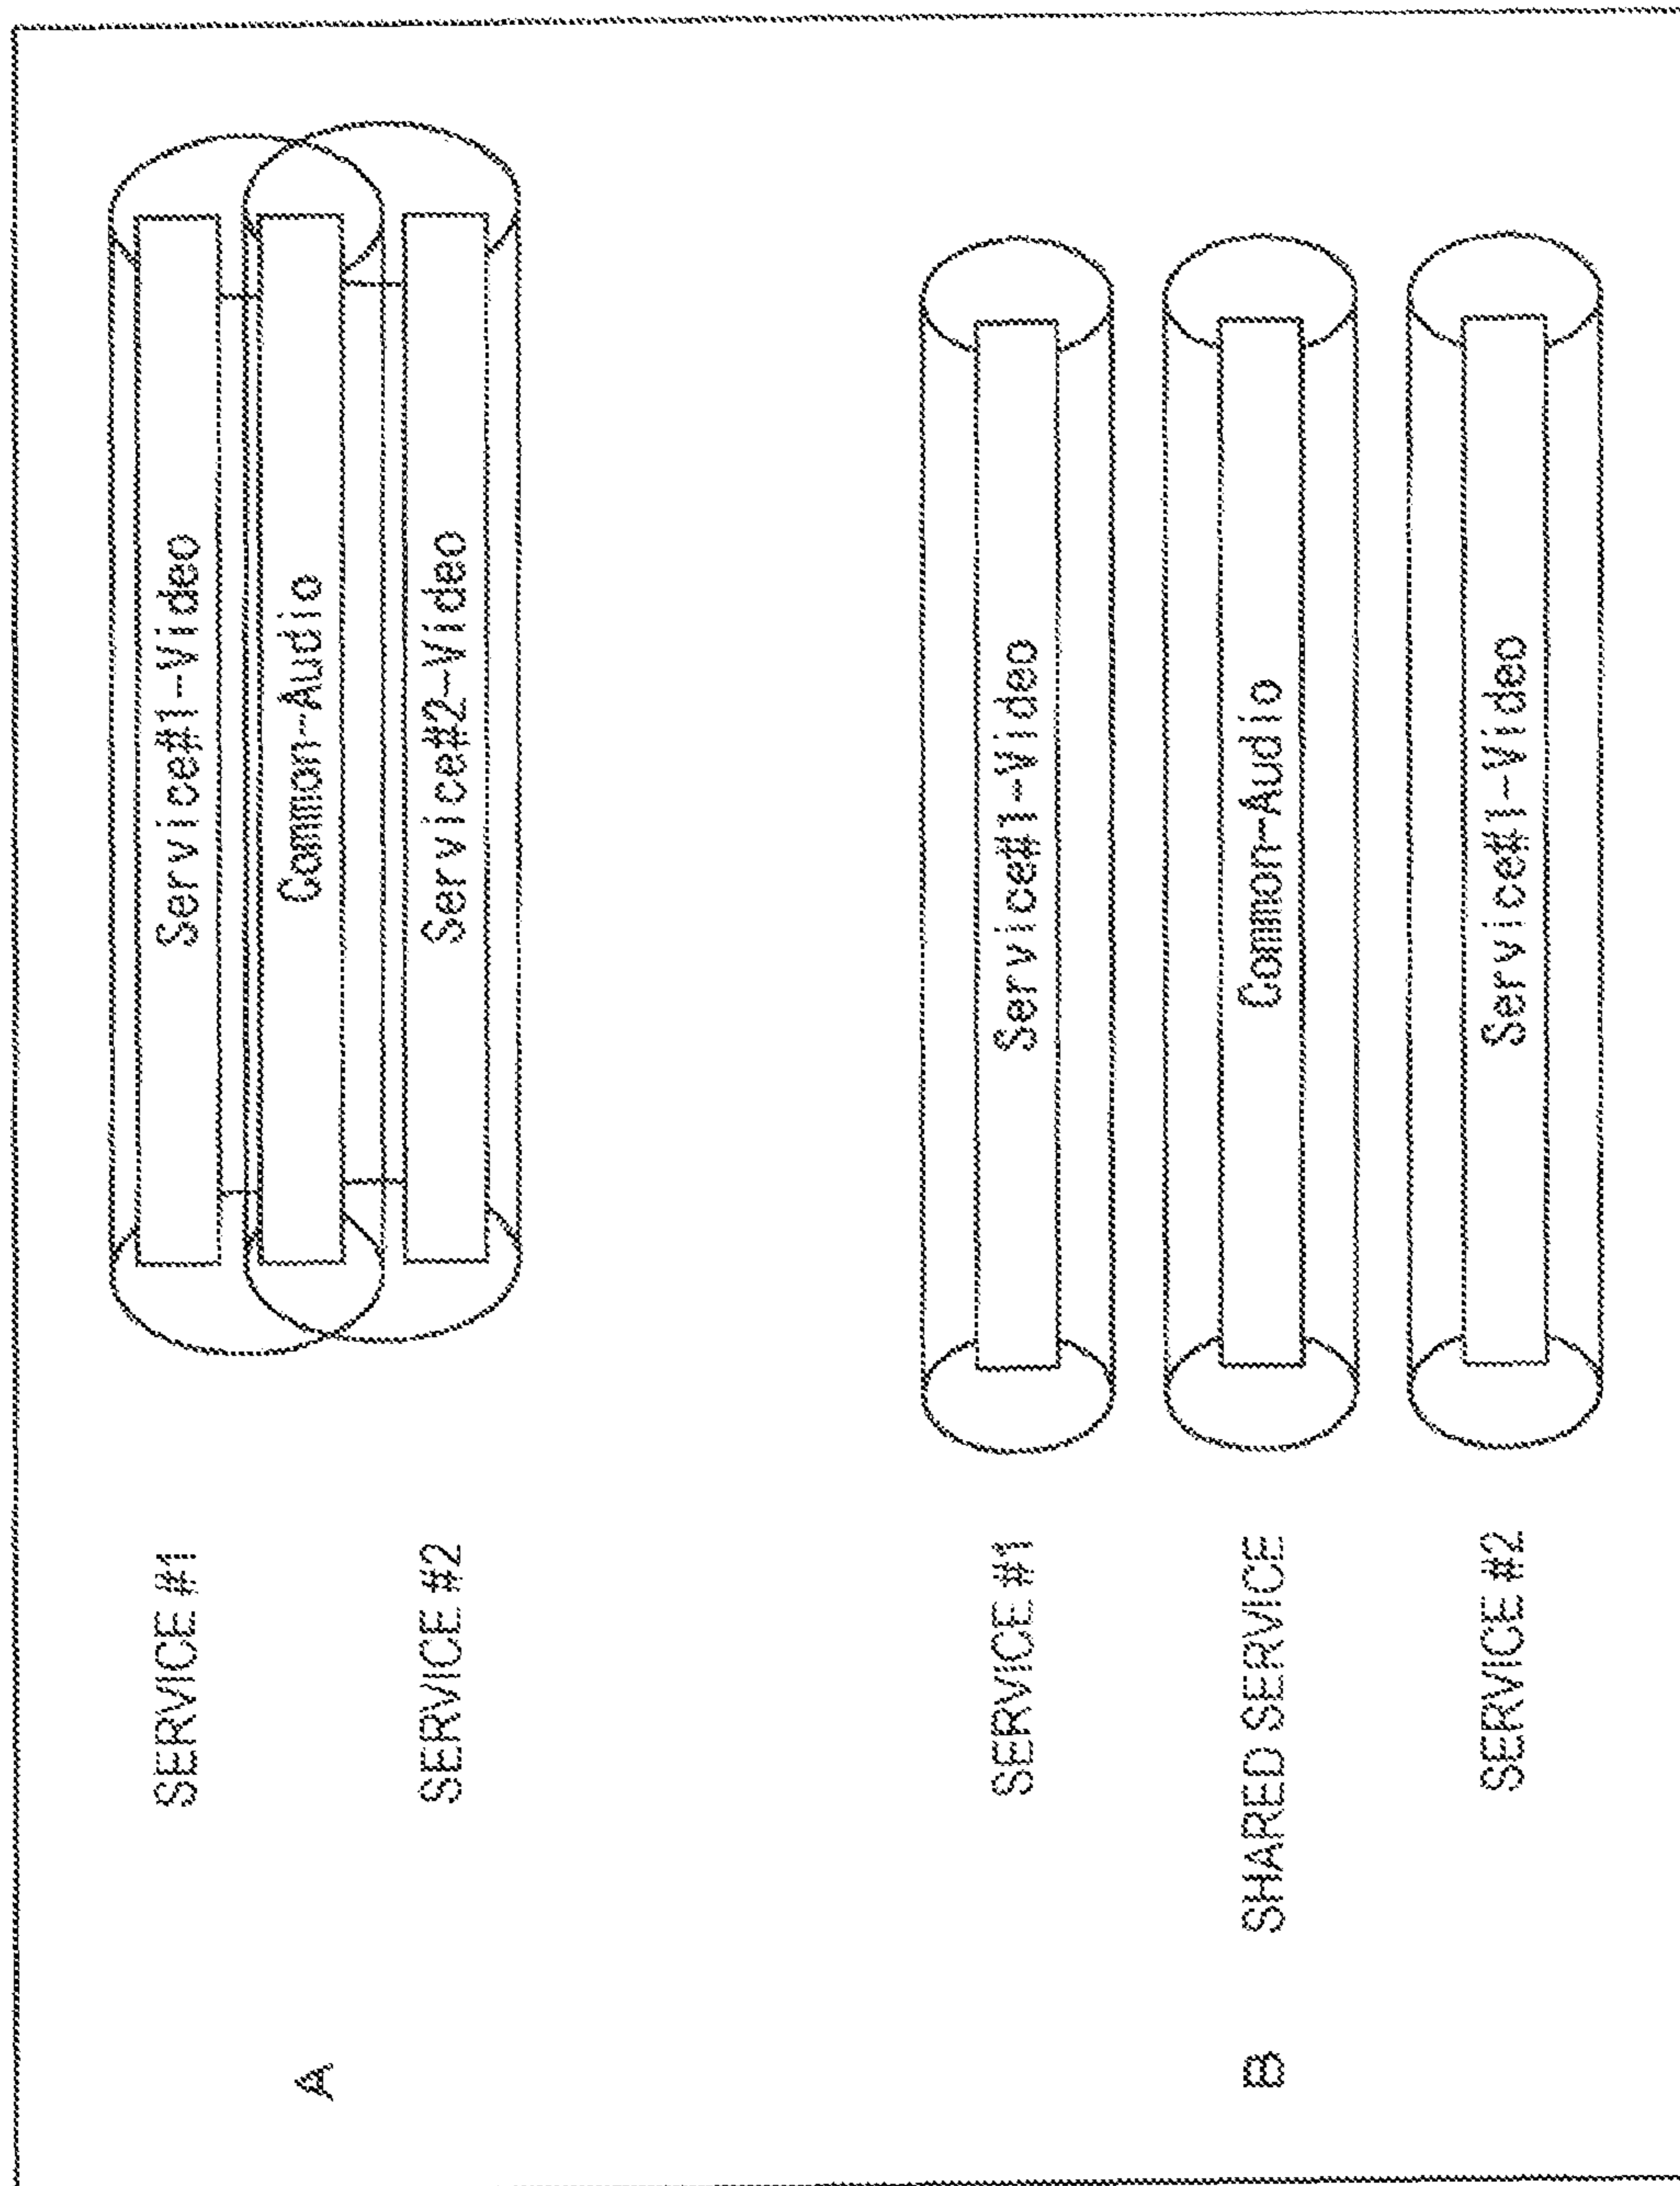 A
SERVICE #1
Service#1-Video
Common-Audio
SERVICE #2
Service#2-Video
B
SERVICE #1
Service#1-Video
SHARED SERVICE
Common-Audio
SERVICE #2
Service#1-Video